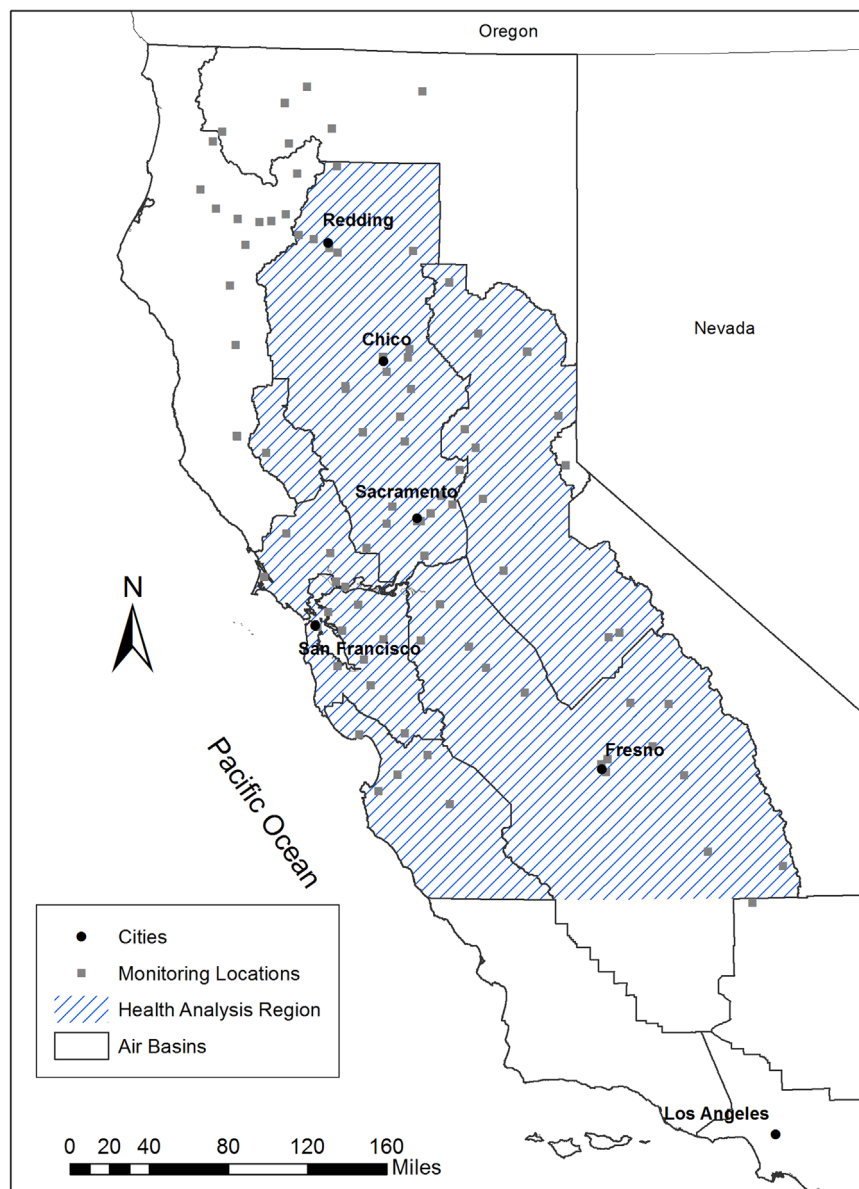 Oregon
Redding
Nevada
Chico
Sacramento
N
San Francisco
Fresno
Pacific Ocean
Cities
Monitoring Locations
Health Analysis Region
Air Basins
Los Angeles
0 20 40 80 120 160
Miles